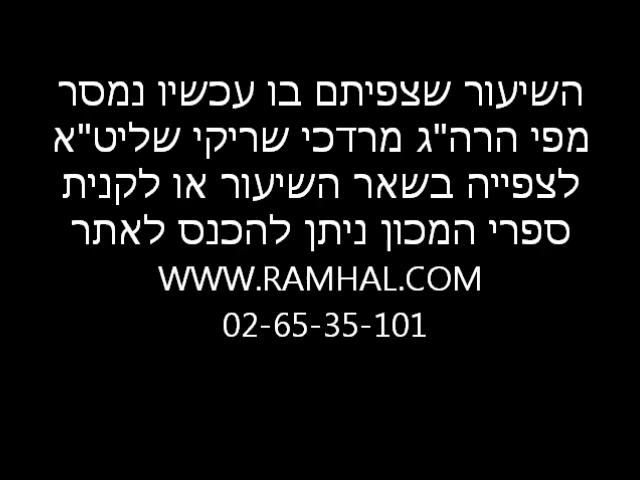 השיעור שצפיתם בו עכשיו נמסר
מפי הרה"ג מרדכי שריקי שליט"א
לצפייה בשאר השיעור או לקנית
ספרי המכון ניתן להכנס לאתר
WWW.RAMHAL.COM
02-65-35-101